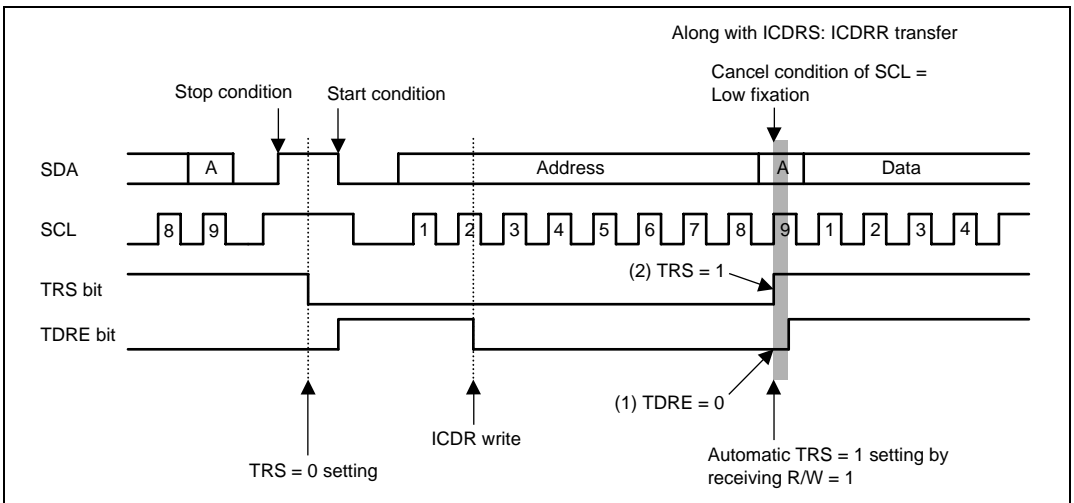 Along with ICDRS: ICDRR transfer
Cancel condition of SCL =
Low fixation
Stop condition
Start condition
SDA
A
Address
A
Data
SCL
8 9 1 2 3 4 5 6 7 8 9 1 2 3 4
(2) TRS = 1
TRS bit
TDRE bit
(1) TDRE = 0
ICDR write
TRS = 0 setting
Automatic TRS = 1 setting by
receiving R/W = 1